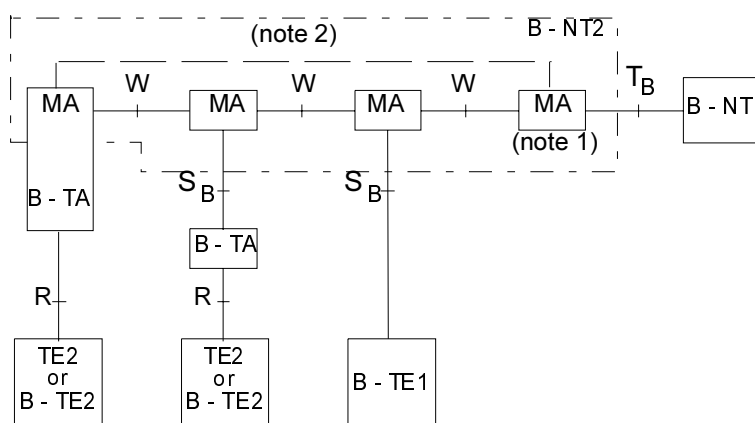 (note 2)
B - NT2
W
W
W
T B
MA
MA
MA
MA
B - NT
(note 1)
S B
S B
B - TA
B - TA
R
R
TE2
or
B - TE2
TE2
or
B - TE2
B - TE1